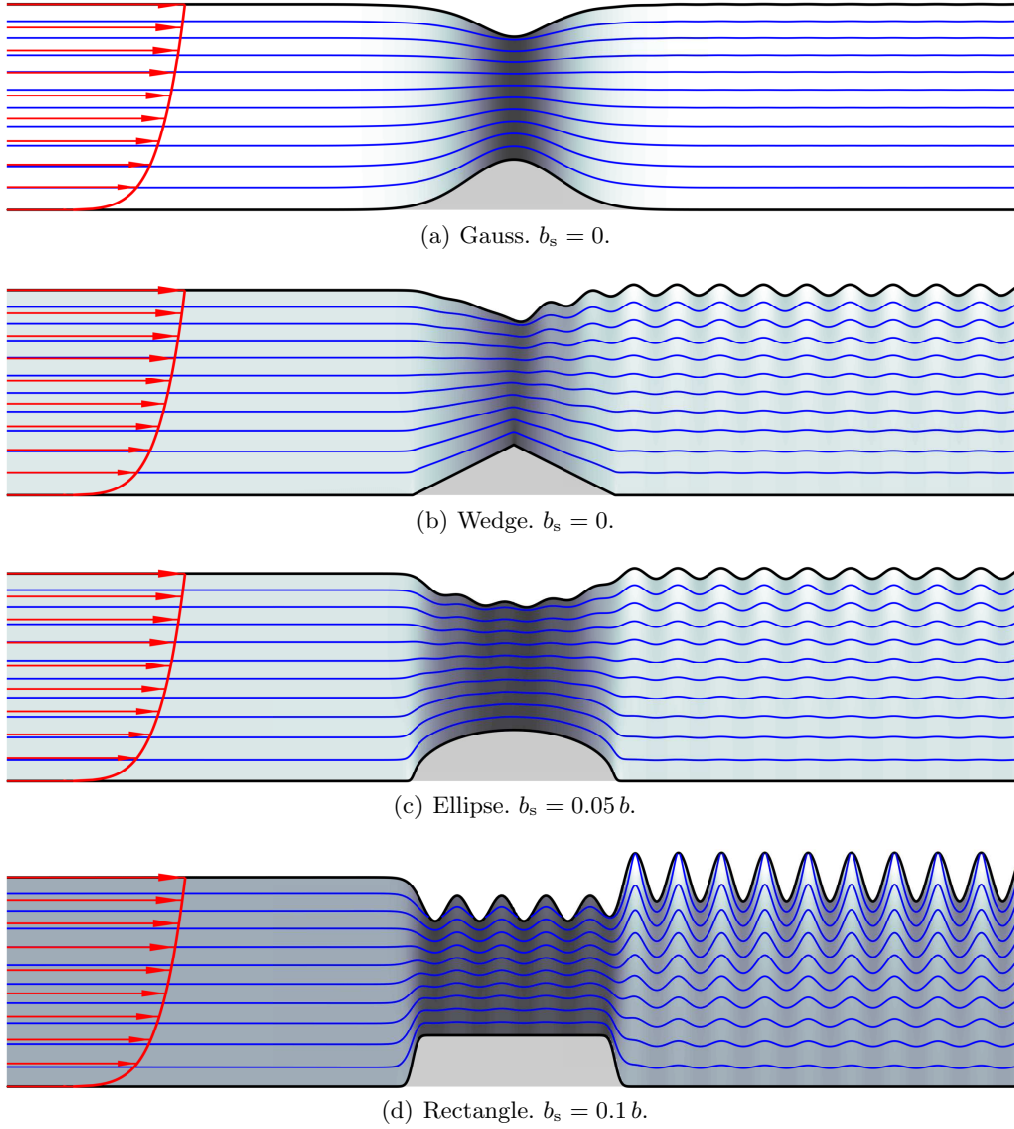 (a) Gauss. b_s = 0.
(b) Wedge. b_s = 0.
(c) Ellipse. b_s = 0.05 b.
(d) Rectangle. b_s = 0.1 b.